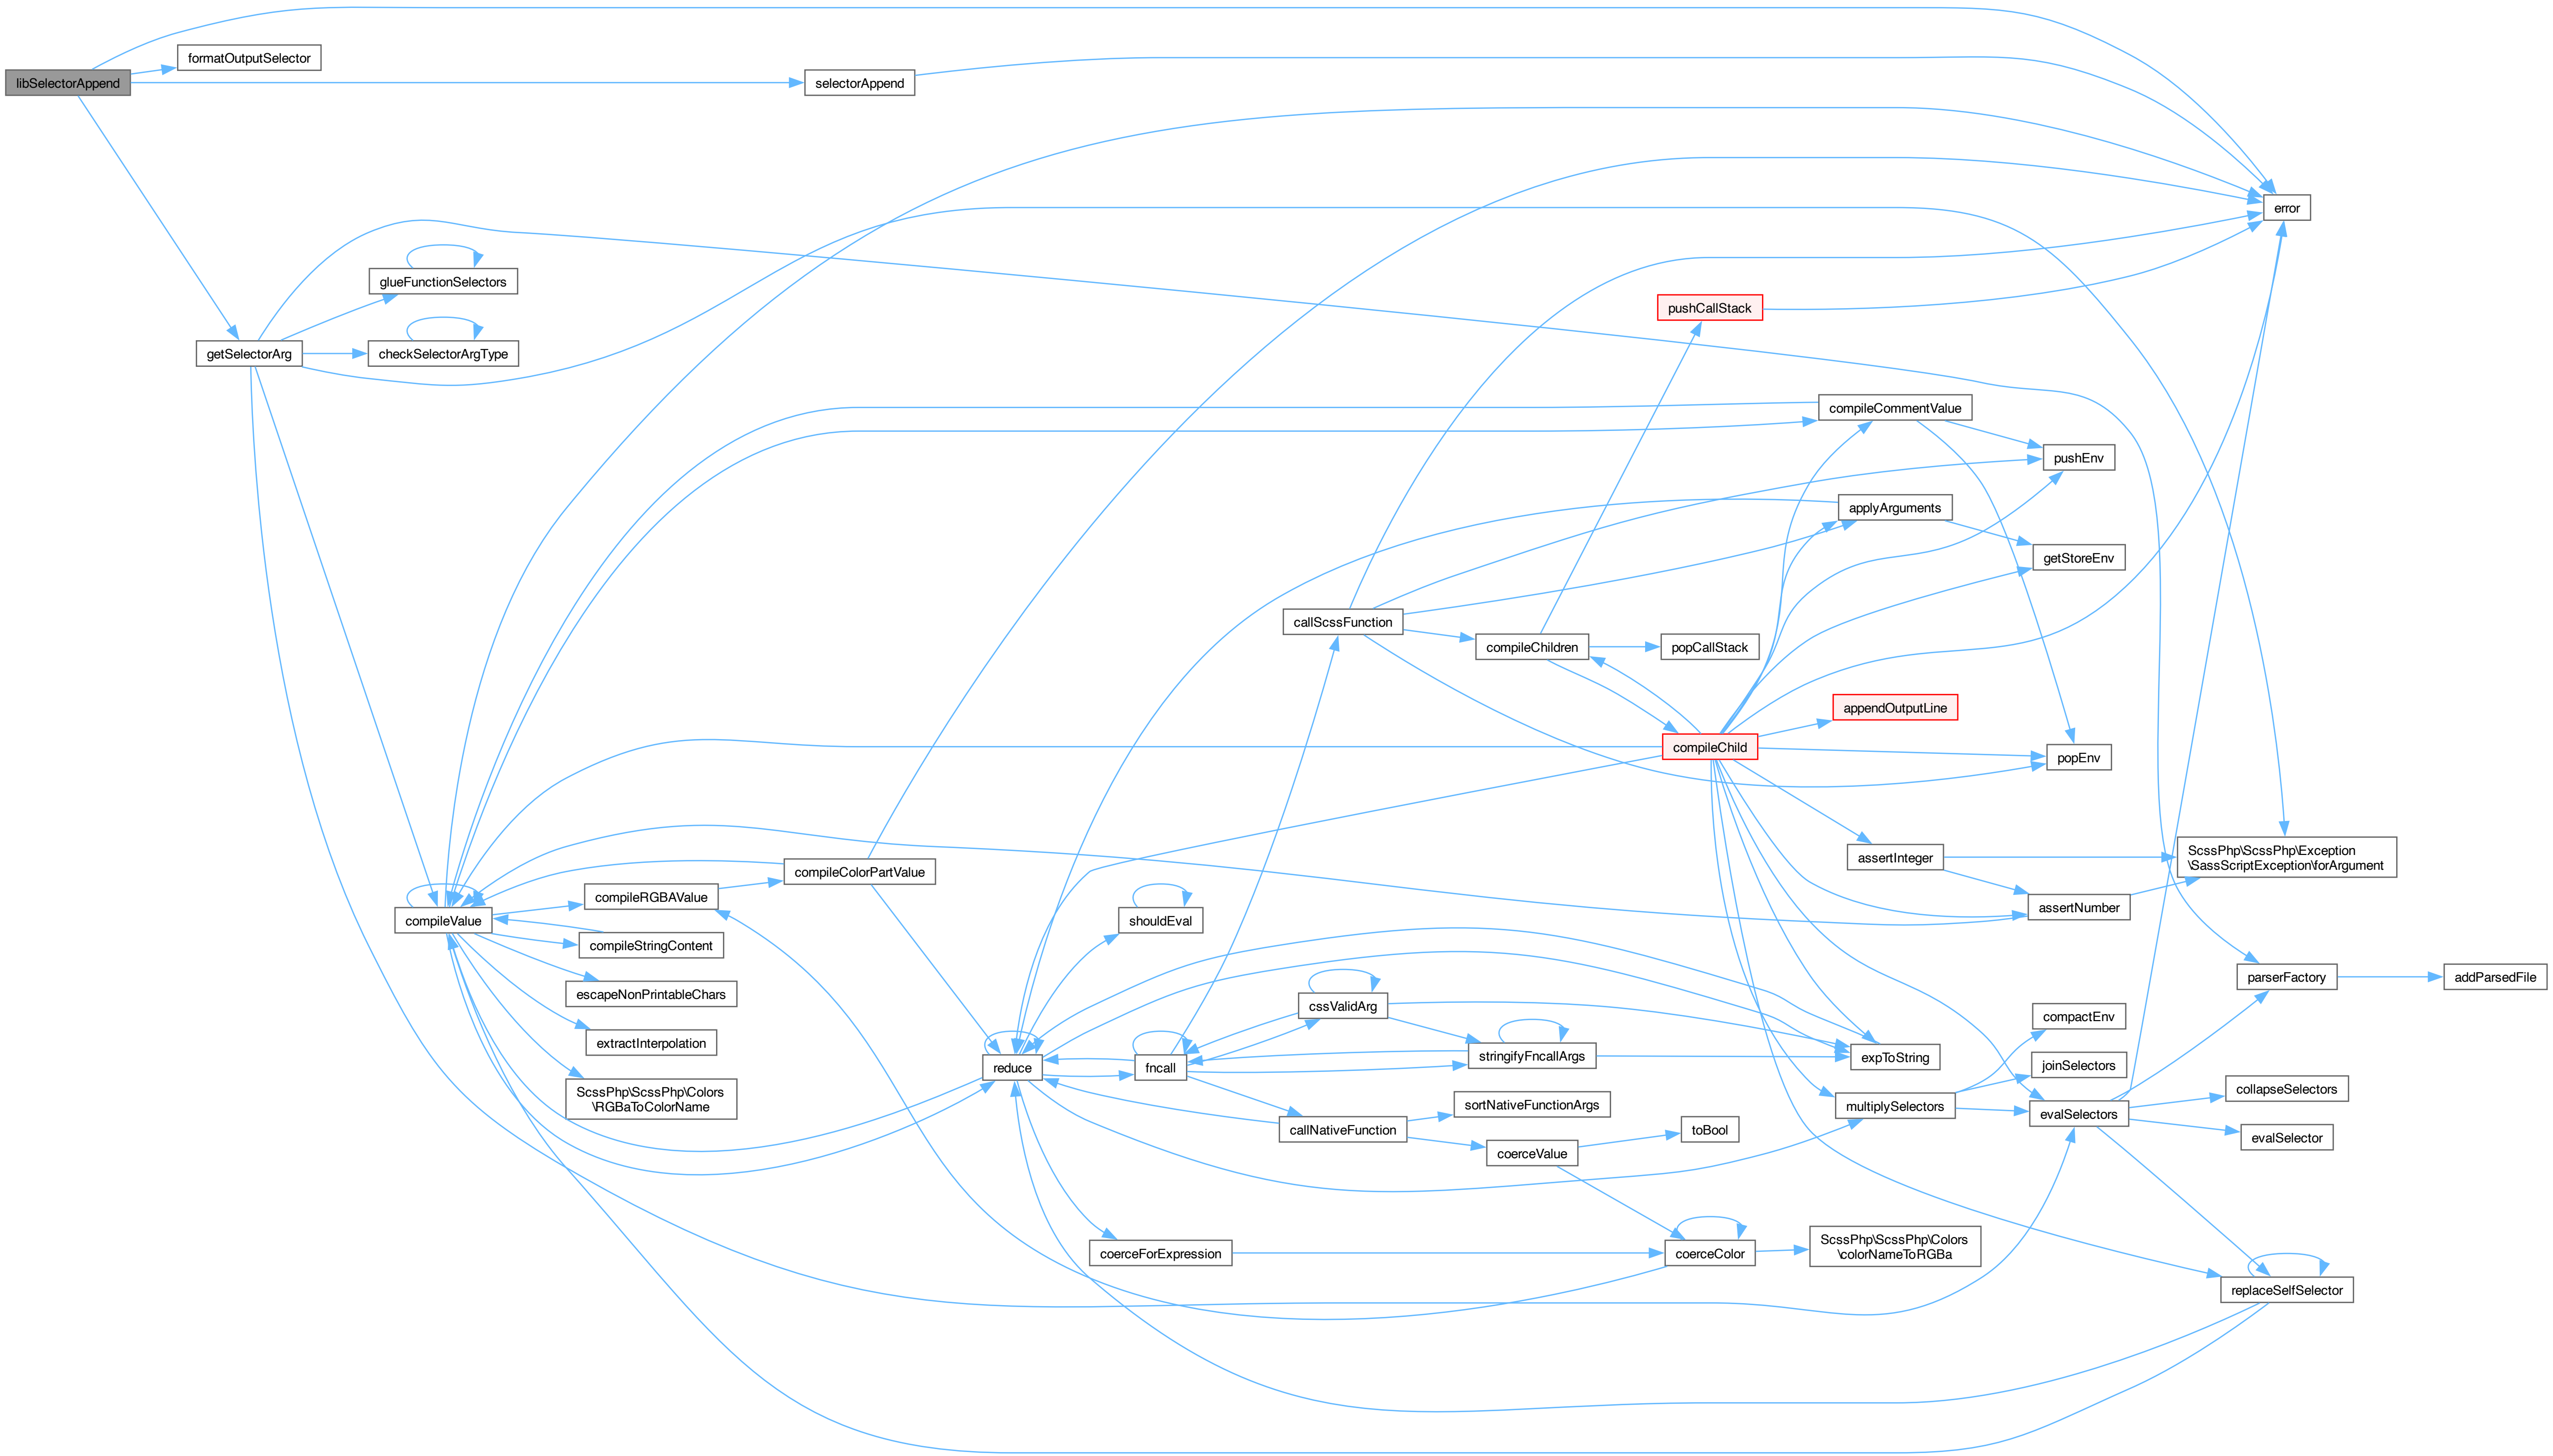 libSelectorAppend
formatOutputSelector
selectorAppend
error
glueFunctionSelectors
getSelectorArg
checkSelectorArgType
pushCallStack
compileCommentValue
pushEnv
applyArguments
getStoreEnv
callScssFunction
compileChildren
popCallStack
appendOutputLine
compileChild
popEnv
assertInteger
ScssPhp\ScssPhp\Exception
\SassScriptException\forArgument
compileColorPartValue
compileRGBAValue
compileValue
compileStringContent
shouldEval
assertNumber
escapeNonPrintableChars
extractInterpolation
ScssPhp\ScssPhp\Colors
\RGBaToColorName
parserFactory
addParsedFile
cssValidArg
compactEnv
reduce
fncall
stringifyFncallArgs
expToString
joinSelectors
sortNativeFunctionArgs
multiplySelectors
evalSelectors
collapseSelectors
callNativeFunction
toBool
evalSelector
coerceValue
coerceForExpression
coerceColor
ScssPhp\ScssPhp\Colors
\colorNameToRGBa
replaceSelfSelector